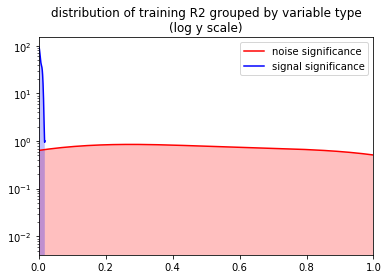 distribution of training R2 grouped by variable type
(log y scale)
noise significance
signal significance
10²
10¹
10⁰
10⁻¹
10⁻²
0.0 0.2 0.4 0.6 0.8 1.0